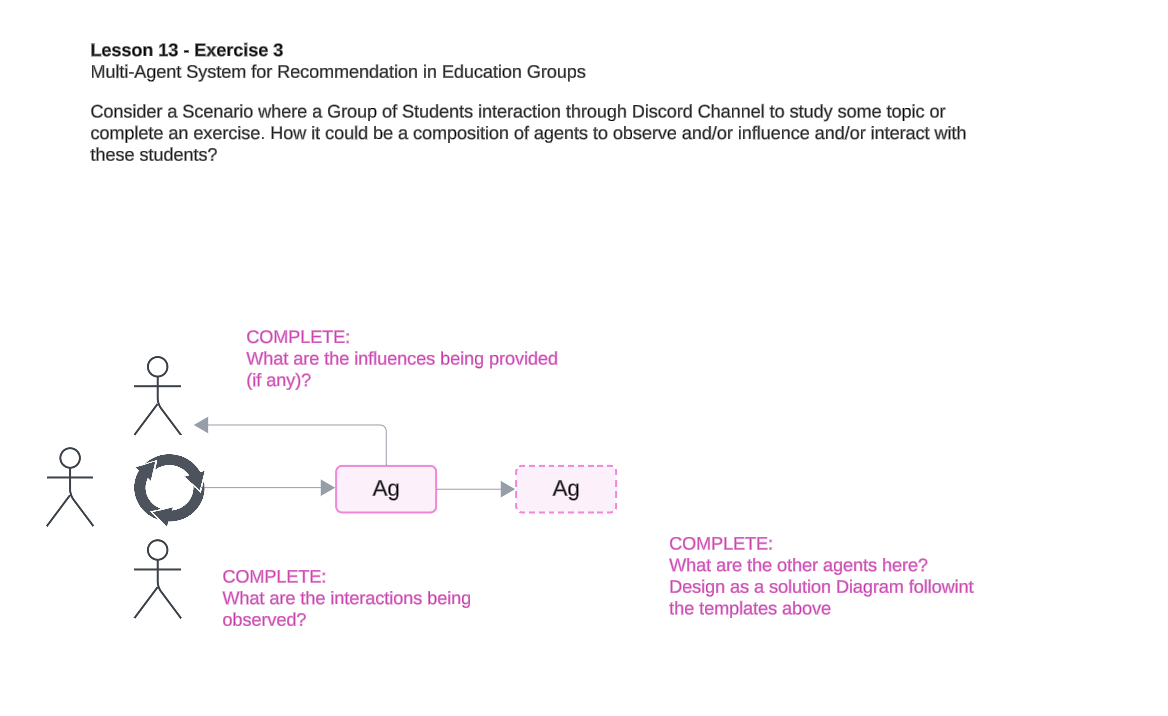 Lesson 13 - Exercise 3
Multi-Agent System for Recommendation in Education Groups
Consider a Scenario where a Group of Students interaction through Discord Channel to study some topic or
complete an exercise. How it could be a composition of agents to observe and/or influence and/or interact with
these students?
COMPLETE:
What are the influences being provided
(if any)?
Ag
Ag
COMPLETE:
What are the interactions being
observed?
COMPLETE:
What are the other agents here?
Design as a solution Diagram followint
the templates above